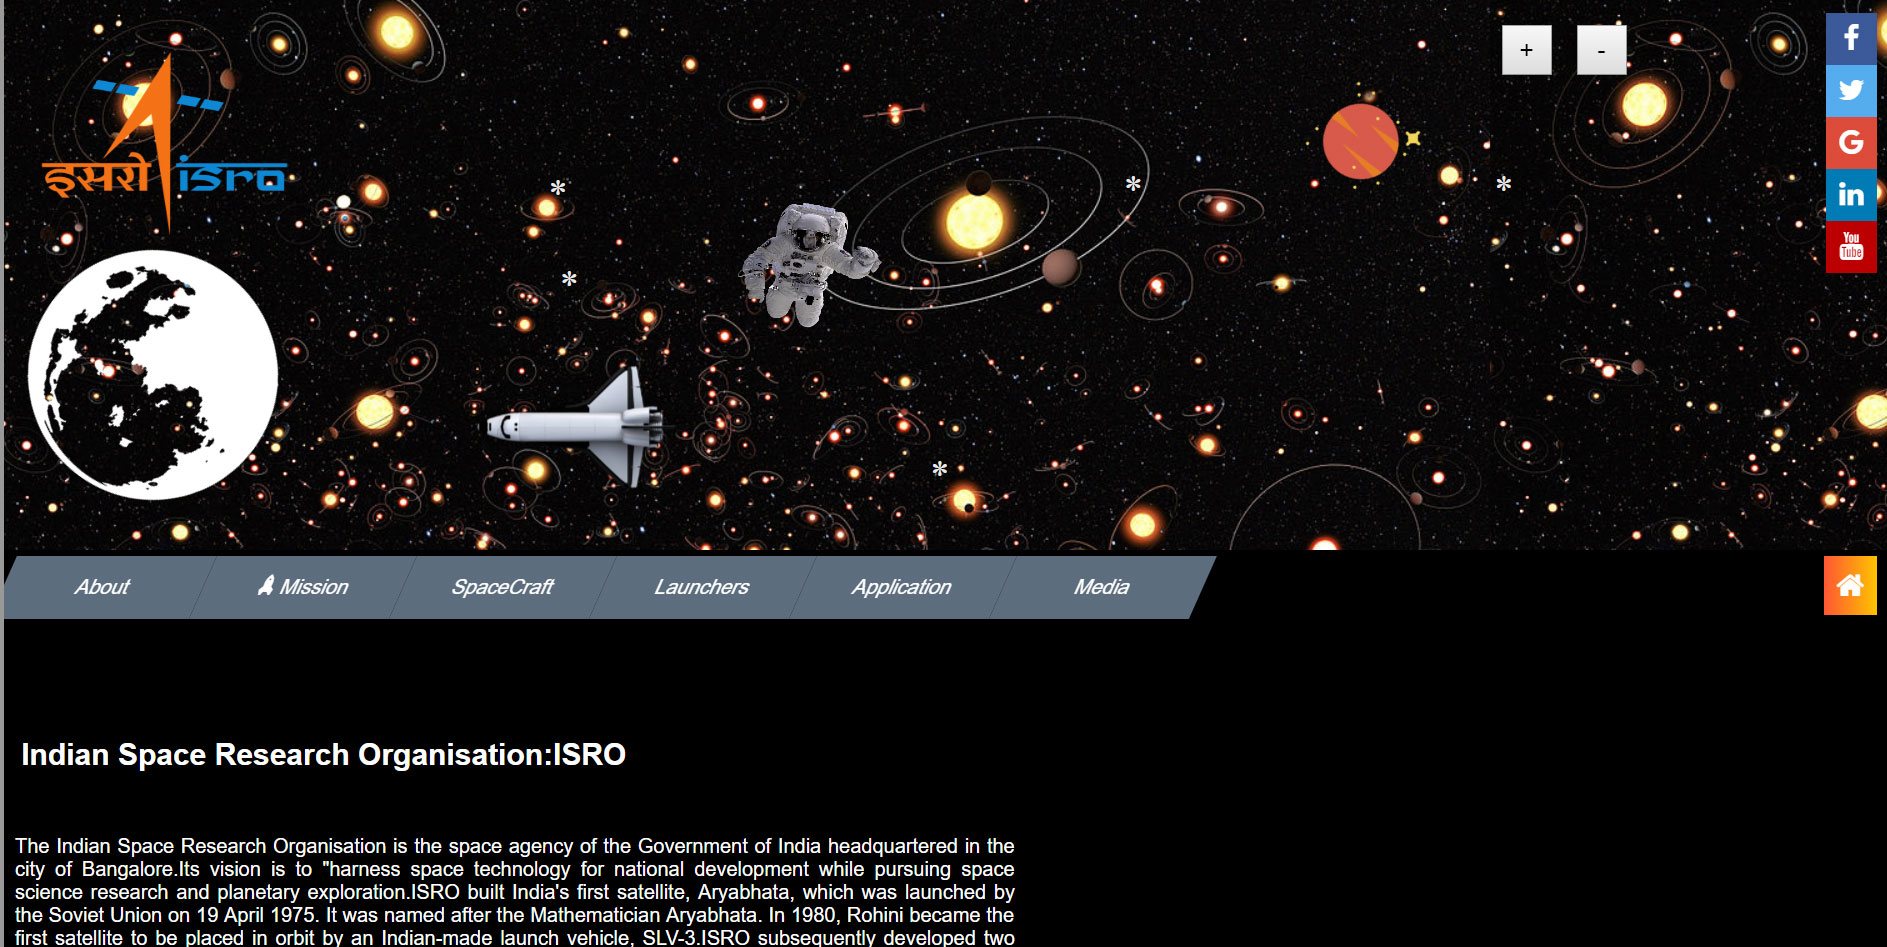 इसरो isro
+ -
You
Tube
About Mission SpaceCraft Launchers Application Media
Indian Space Research Organisation:ISRO
The Indian Space Research Organisation is the space agency of the Government of India headquartered in the
city of Bangalore.Its vision is to "harness space technology for national development while pursuing space
science research and planetary exploration.ISRO built India's first satellite, Aryabhata, which was launched by
the Soviet Union on 19 April 1975. It was named after the Mathematician Aryabhata. In 1980, Rohini became the
first satellite to be placed in orbit by an Indian-made launch vehicle, SLV-3.ISRO subsequently developed two